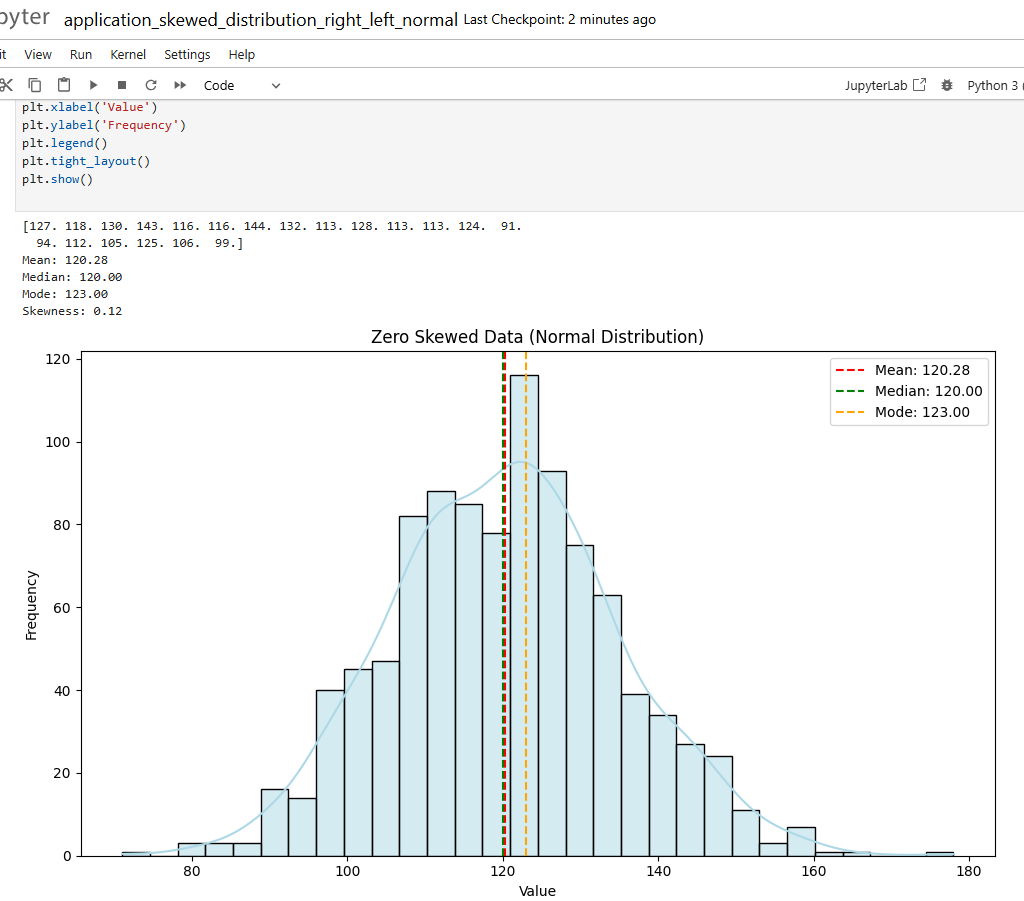 pyter application_skewed_distribution_right_left_normal Last Checkpoint: 2 minutes ago
it View Run Kernel Settings Help
Code JupyterLab Python 3 (
plt.xlabel('Value')
plt.ylabel('Frequency')
plt.legend()
plt.tight_layout()
plt.show()
[127. 118. 130. 143. 116. 116. 144. 132. 113. 128. 113. 113. 124.  91.
  94. 112. 105. 125. 106.  99.]
Mean: 120.28
Median: 120.00
Mode: 123.00
Skewness: 0.12
Zero Skewed Data (Normal Distribution)
Mean: 120.28
Median: 120.00
Mode: 123.00
120
100
80
60
40
20
0
Frequency
80 100 120 140 160 180
Value